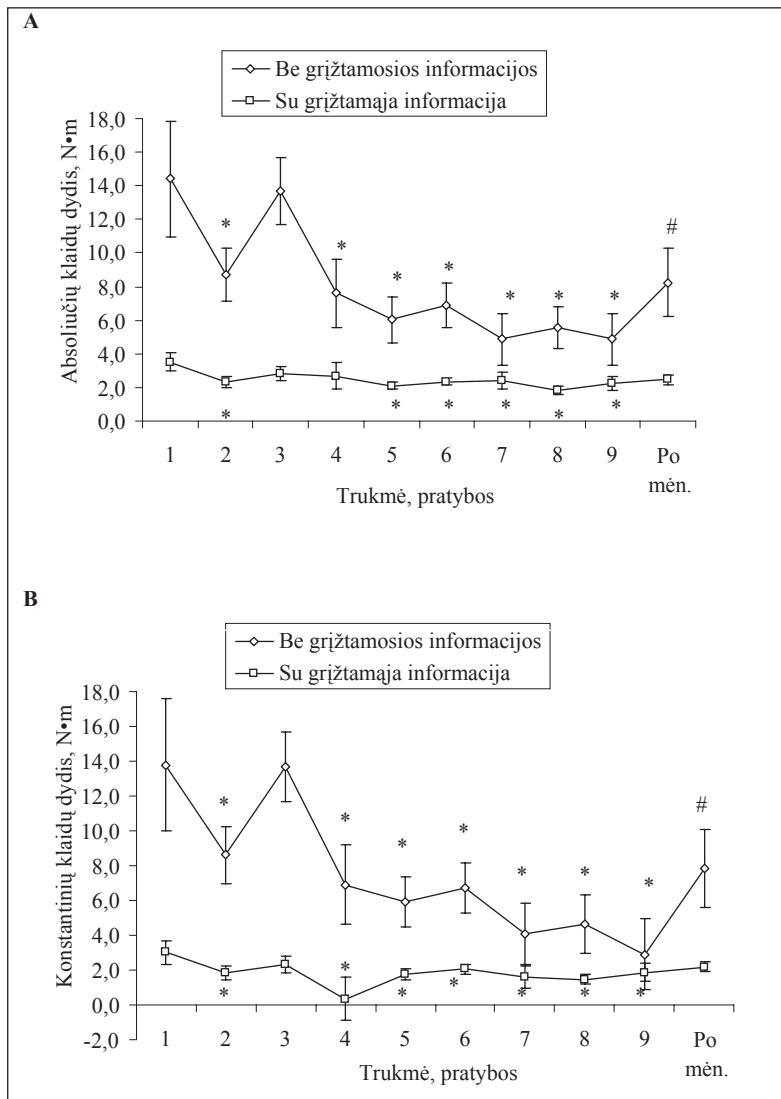 A
Be grįžtamosios informacijos
Su grįžtamąja informacija
Absoliučių klaidų dydis, N•m
18,0
16,0
14,0
12,0
10,0
8,0
6,0
4,0
2,0
0,0
* * * * * * * #
* * * * * *
1 2 3 4 5 6 7 8 9 Po mėn.
Trukmė, pratybos
B
Be grįžtamosios informacijos
Su grįžtamąja informacija
Konstantinių klaidų dydis, N•m
18,0
16,0
14,0
12,0
10,0
8,0
6,0
4,0
2,0
0,0
-2,0
* * * * * * * #
* * * * * * *
1 2 3 4 5 6 7 8 9 Po mėn.
Trukmė, pratybos